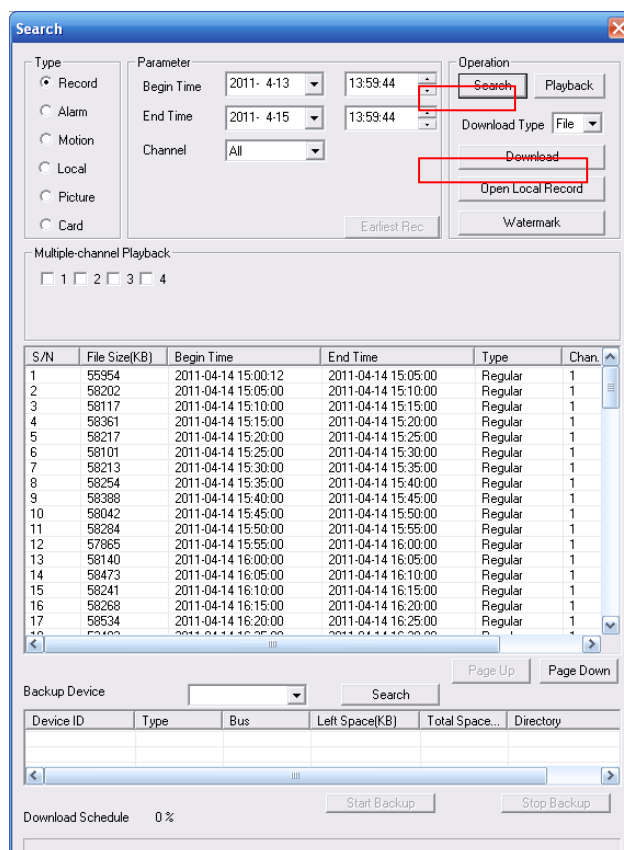 Search
Type
Record
Alarm
Motion
Local
Picture
Card
Parameter
Begin Time 2011- 4-13 13:59:44
End Time 2011- 4-15 13:59:44
Channel All
Earliest Rec
Operation
Search Playback
Download Type File
Download
Open Local Record
Watermark
Multiple-channel Playback
1 2 3 4
S/N File Size(KB) Begin Time End Time Type Chan.
1 55954 2011-04-14 15:00:12 2011-04-14 15:05:00 Regular 1
2 58202 2011-04-14 15:05:00 2011-04-14 15:10:00 Regular 1
3 58117 2011-04-14 15:10:00 2011-04-14 15:15:00 Regular 1
4 58361 2011-04-14 15:15:00 2011-04-14 15:20:00 Regular 1
5 58217 2011-04-14 15:20:00 2011-04-14 15:25:00 Regular 1
6 58101 2011-04-14 15:25:00 2011-04-14 15:30:00 Regular 1
7 58213 2011-04-14 15:30:00 2011-04-14 15:35:00 Regular 1
8 58254 2011-04-14 15:35:00 2011-04-14 15:40:00 Regular 1
9 58388 2011-04-14 15:40:00 2011-04-14 15:45:00 Regular 1
10 58042 2011-04-14 15:45:00 2011-04-14 15:50:00 Regular 1
11 58284 2011-04-14 15:50:00 2011-04-14 15:55:00 Regular 1
12 57865 2011-04-14 15:55:00 2011-04-14 16:00:00 Regular 1
13 58140 2011-04-14 16:00:00 2011-04-14 16:05:00 Regular 1
14 58473 2011-04-14 16:05:00 2011-04-14 16:10:00 Regular 1
15 58241 2011-04-14 16:10:00 2011-04-14 16:15:00 Regular 1
16 58268 2011-04-14 16:15:00 2011-04-14 16:20:00 Regular 1
17 58534 2011-04-14 16:20:00 2011-04-14 16:25:00 Regular 1
Page Up Page Down
Backup Device Search
Device ID Type Bus Left Space(KB) Total Space... Directory
Start Backup Stop Backup
Download Schedule 0 %